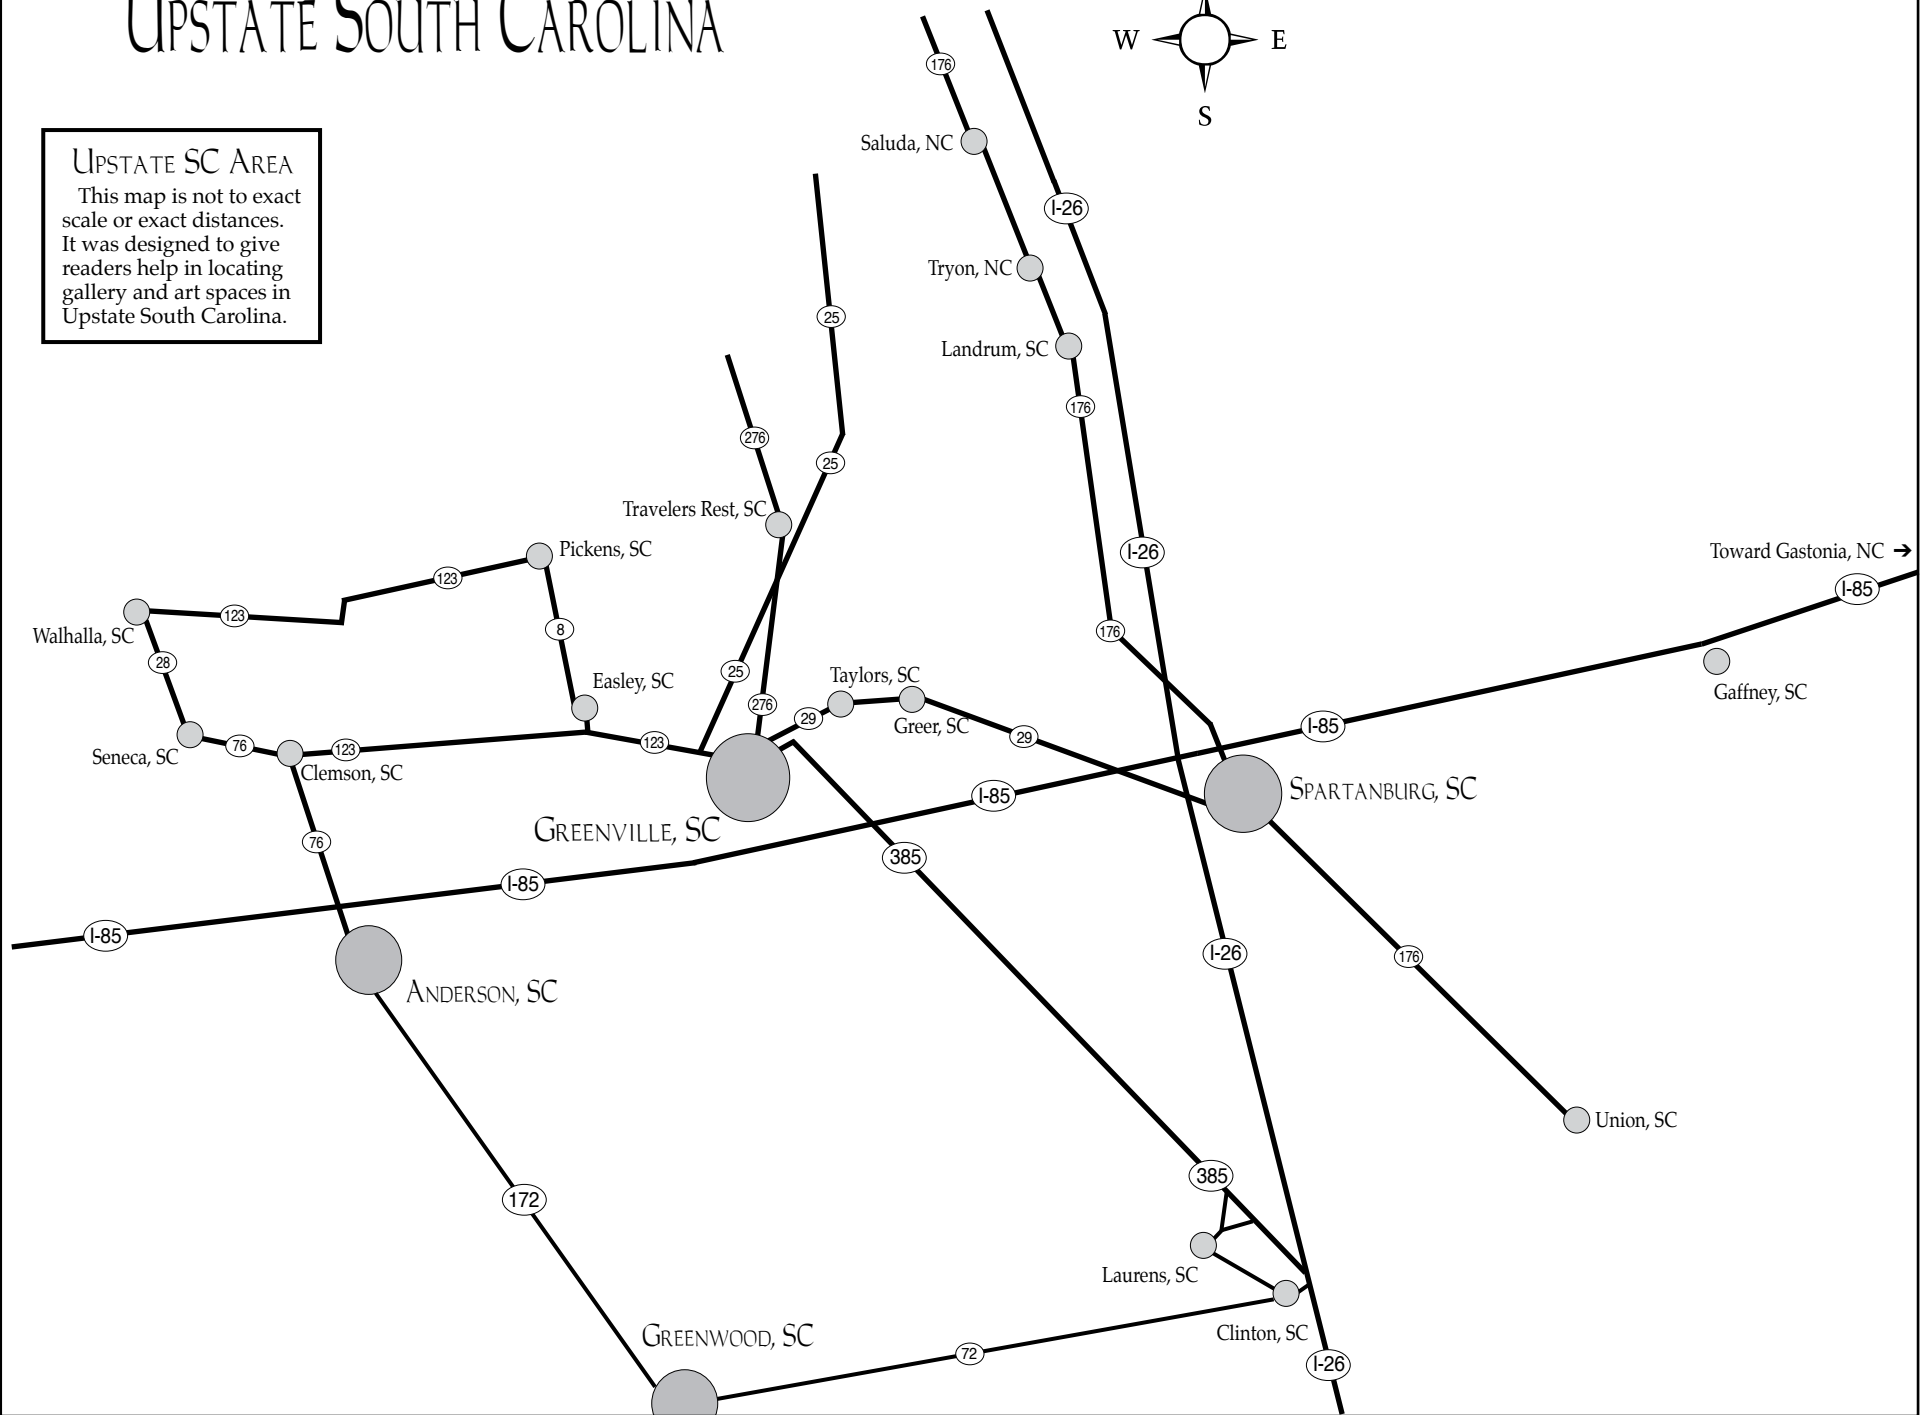 UPSTATE SOUTH CAROLINA
W E
S
176
Saluda, NC
UPSTATE SC AREA
This map is not to exact
scale or exact distances.
It was designed to give
readers help in locating
gallery and art spaces in
Upstate South Carolina.
I-26
Tryon, NC
25
Landrum, SC
176
276
25
Travelers Rest, SC
Pickens, SC
I-26
Toward Gastonia, NC ➔
123
I-85
123
8
176
Walhalla, SC
28
25
Easley, SC
Taylors, SC
Gaffney, SC
276
29
Greer, SC
I-85
29
123
76
123
Seneca, SC
Clemson, SC
SPARTANBURG, SC
I-85
GREENVILLE, SC
76
385
I-85
I-85
I-26
176
ANDERSON, SC
Union, SC
385
172
Laurens, SC
Clinton, SC
GREENWOOD, SC
72
I-26